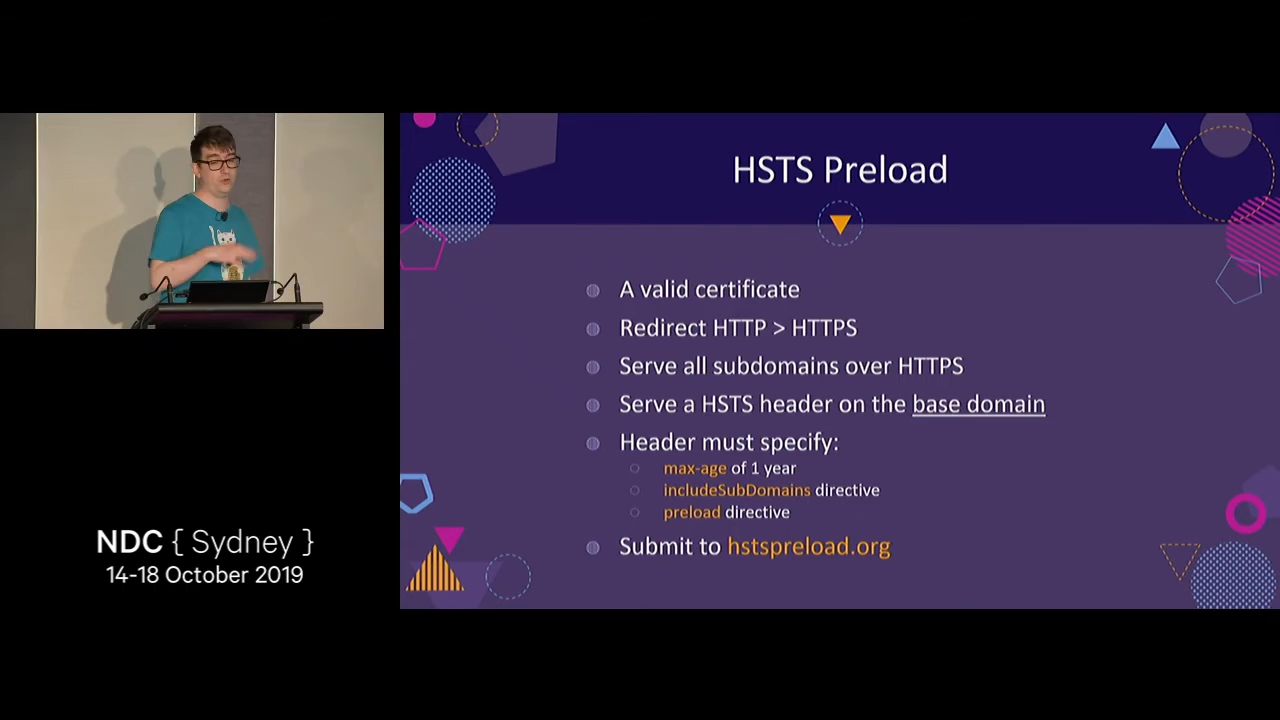 HSTS Preload
A valid certificate
Redirect HTTP > HTTPS
Serve all subdomains over HTTPS
Serve a HSTS header on the base domain
Header must specify:
max-age of 1 year
includeSubDomains directive
preload directive
Submit to hstspreload.org
NDC { Sydney }
14-18 October 2019